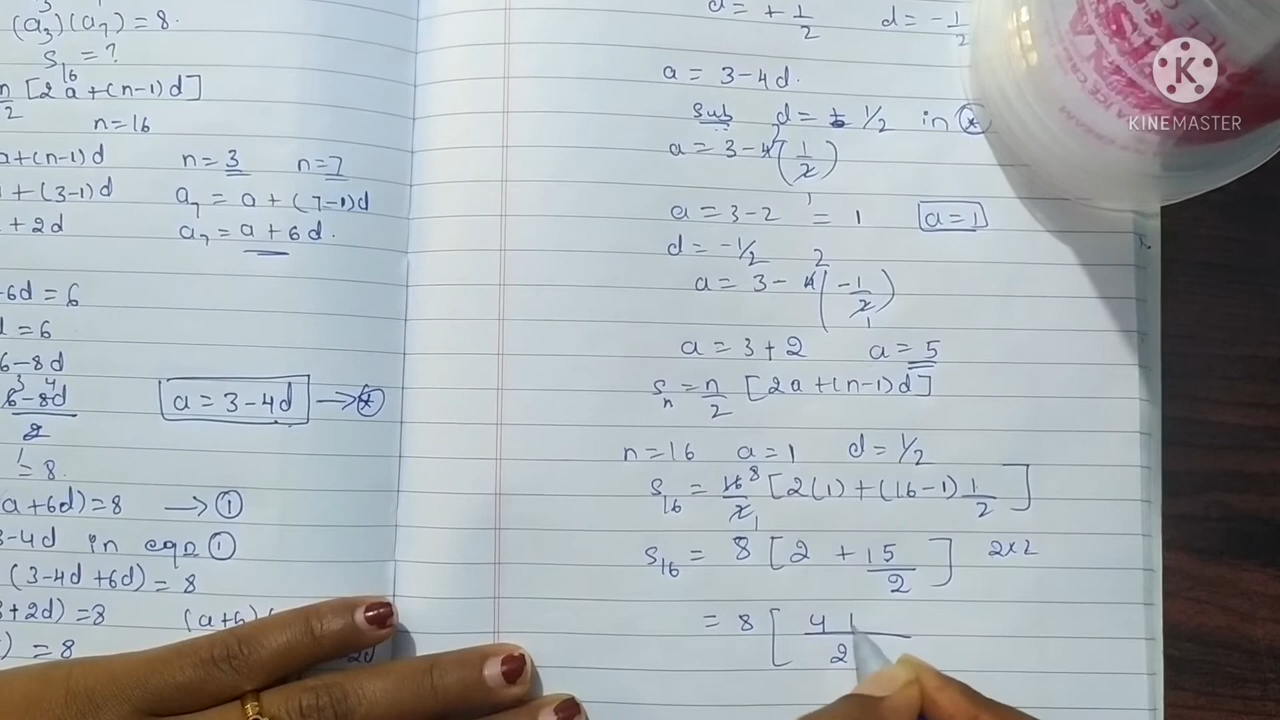 (a₃)(a₇) = 8.
S₁₆ = ?
n/2 [2a+(n-1)d]
n=16
a+(n-1)d n=3 n=7
+(3-1)d a₇ = a + (7-1)d
+2d a₇ = a+6d.
6d = 6
= 6
6-8d
6-8d/2 a = 3-4d → *
= 8.
a+6d)=8 → ①
3-4d in eqn ①
(3-4d+6d) = 8
+2d) = 8
) = 8
d = +1/2 d = -1/2
a = 3-4d.
Sub d = + 1/2 in *
a = 3-4(1/2)
a = 3-2 = 1 a=1
d = -1/2
a = 3 - 4(-1/2)
a = 3+2 a = 5
Sn = n/2 [2a+(n-1)d]
n=16 a=1 d=1/2
S₁₆ = 16/2 [2(1)+(16-1)1/2]
S₁₆ = 8 [2 + 15/2] 2×2
= 8 [4/2
KINEMASTER